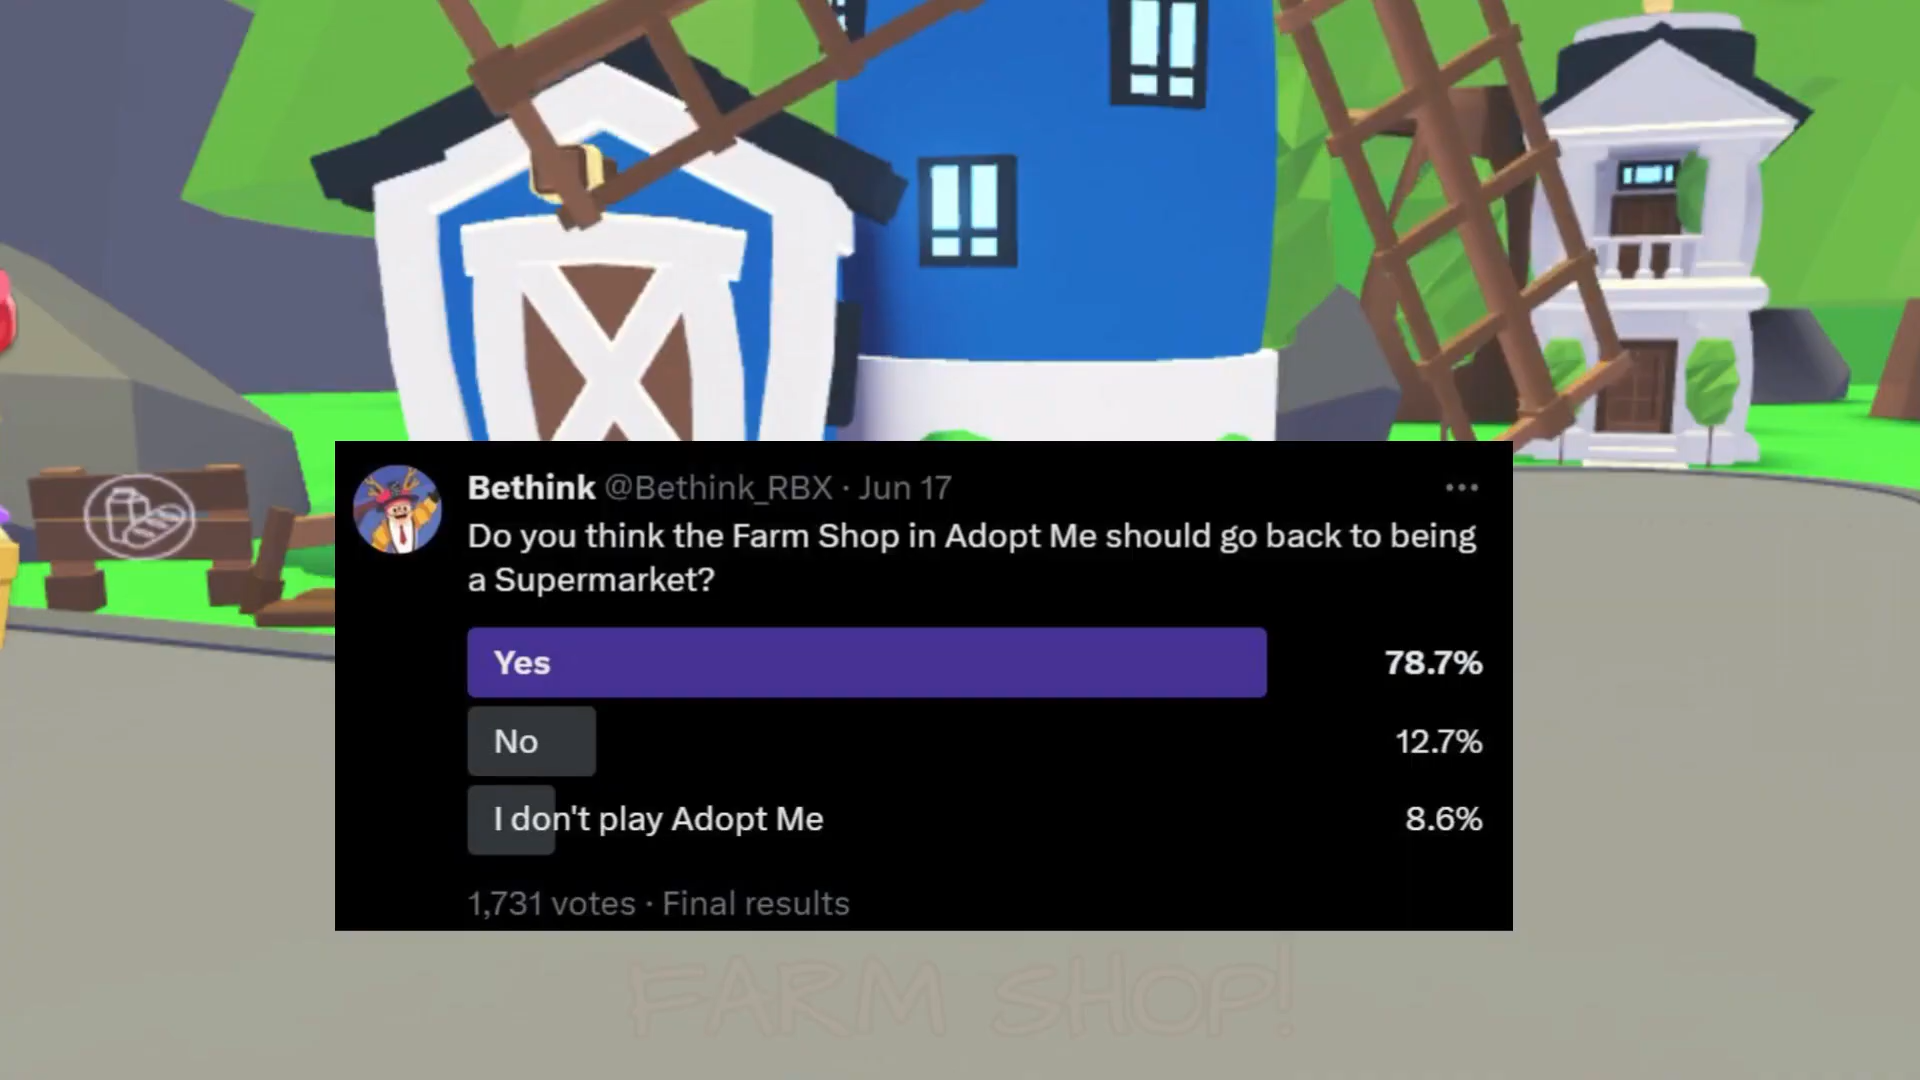 Bethink @Bethink_RBX · Jun 17
Do you think the Farm Shop in Adopt Me should go back to being
a Supermarket?
Yes 78.7%
No 12.7%
I don't play Adopt Me 8.6%
1,731 votes · Final results
FARM SHOP!